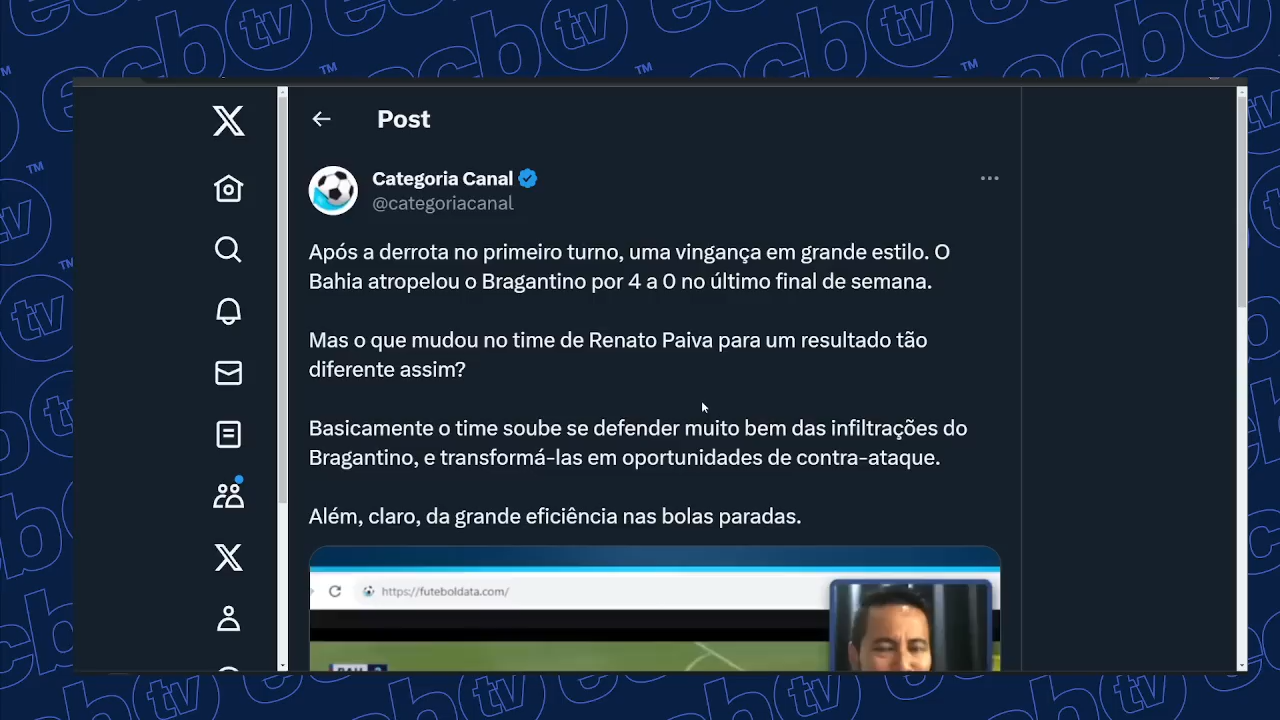 Post
Categoria Canal
@categoriacanal
Após a derrota no primeiro turno, uma vingança em grande estilo. O
Bahia atropelou o Bragantino por 4 a 0 no último final de semana.
Mas o que mudou no time de Renato Paiva para um resultado tão
diferente assim?
Basicamente o time soube se defender muito bem das infiltrações do
Bragantino, e transformá-las em oportunidades de contra-ataque.
Além, claro, da grande eficiência nas bolas paradas.
https://futeboldata.com/
ecb tv
TM